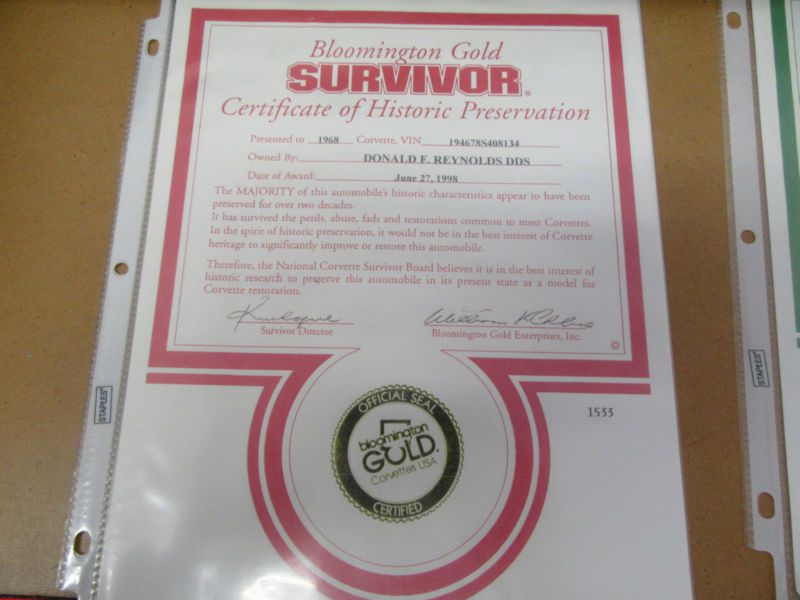 Bloomington Gold
SURVIVOR®
Certificate of Historic Preservation
Presented to 1968 Corvette, VIN 194678S408134
Owned By: DONALD F. REYNOLDS DDS
Date of Award: June 27, 1998
The MAJORITY of this automobile's historic characteristics appear to have been
preserved for over two decades.
It has survived the perils, abuse, fads and restorations common to most Corvettes.
In the spirit of historic preservation, it would not be in the best interest of Corvette
heritage to significantly improve or restore this automobile.
Therefore, the National Corvette Survivor Board believes it is in the best interest of
historic research to preserve this automobile in its present state as a model for
Corvette restoration.
Survivor Director
Bloomington Gold Enterprises, Inc.
©
1533
OFFICIAL SEAL
bloomington
GOLD®
Corvettes USA
CERTIFIED
STAPLES
STAPLES